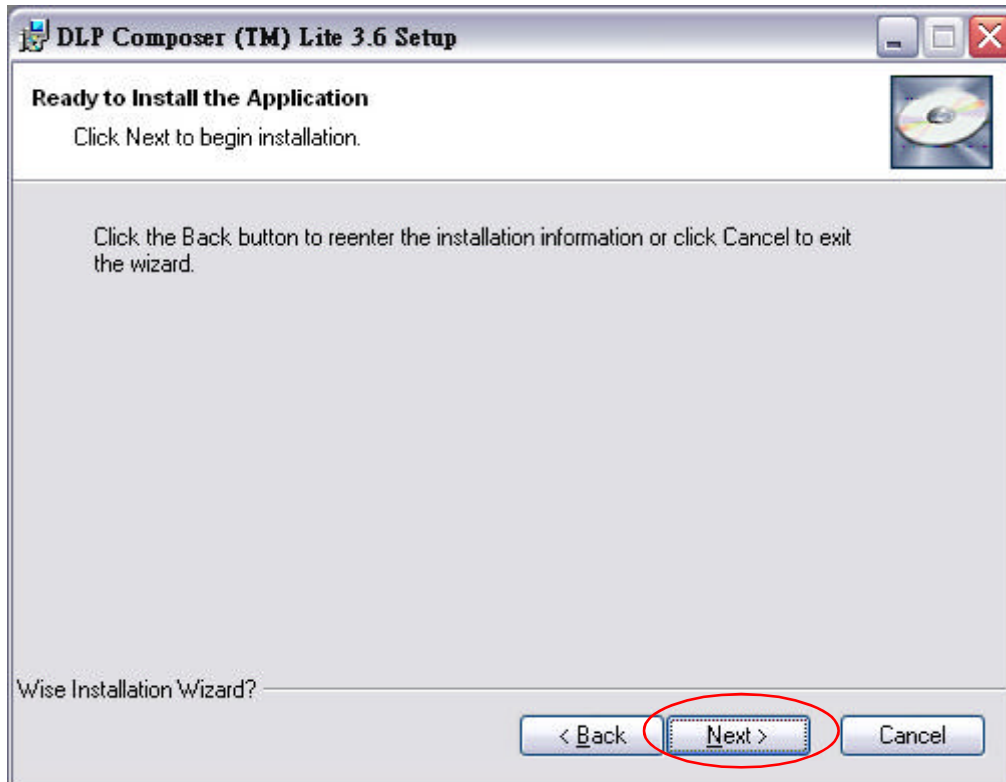 DLP Composer (TM) Lite 3.6 Setup
Ready to Install the Application
Click Next to begin installation.
Click the Back button to reenter the installation information or click Cancel to exit
the wizard.
Wise Installation Wizard?
< Back Next > Cancel